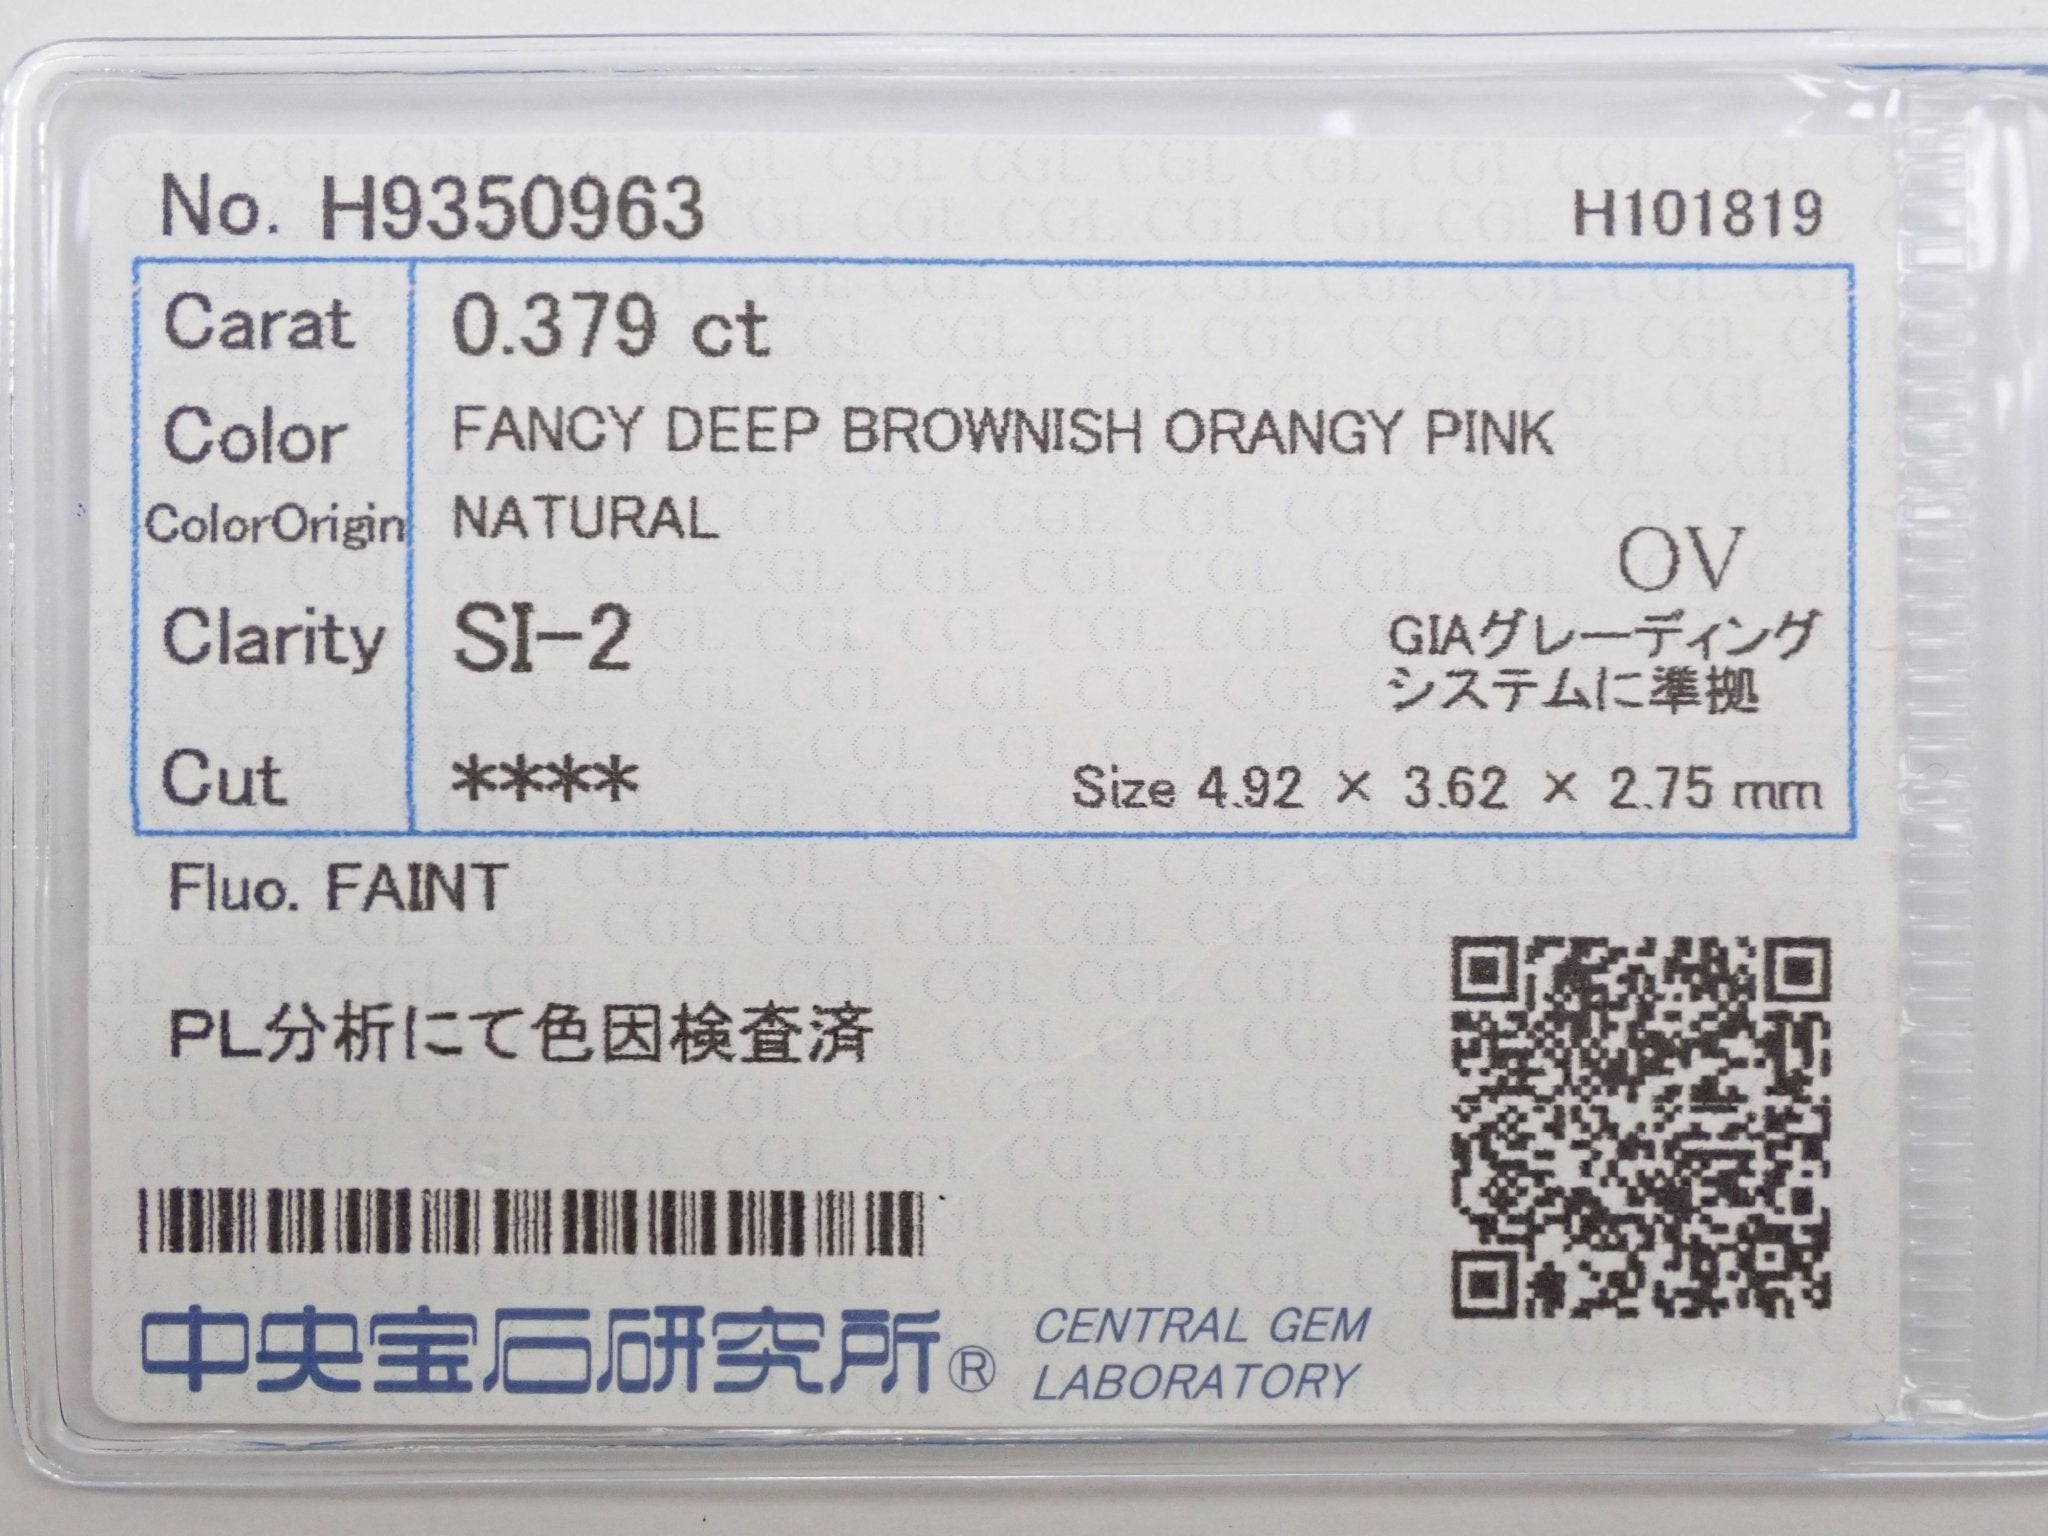 No. H9350963 H101819
Carat 0.379 ct
Color FANCY DEEP BROWNISH ORANGY PINK
ColorOrigin NATURAL
OV
Clarity SI-2
GIAグレーディング
システムに準拠
Cut **** Size 4.92 × 3.62 × 2.75 mm
Fluo. FAINT
PL分析にて色因検査済
中央宝石研究所® CENTRAL GEM
LABORATORY